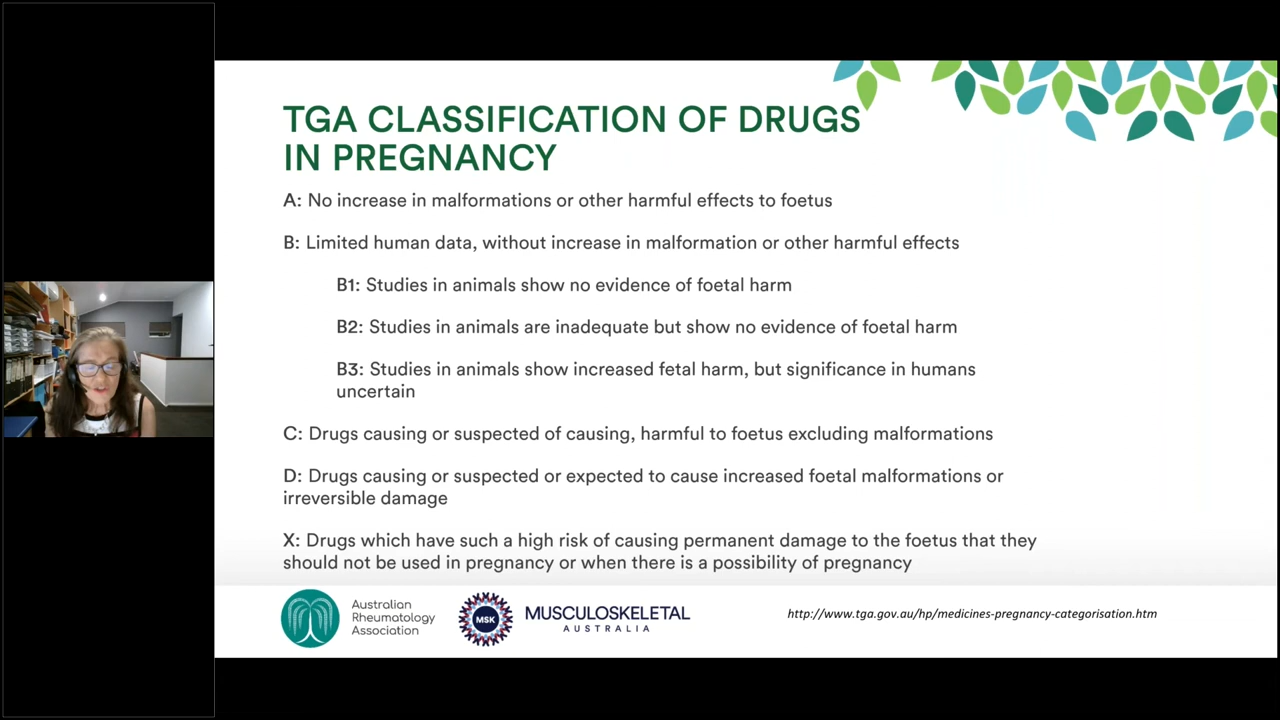 TGA CLASSIFICATION OF DRUGS
IN PREGNANCY
A: No increase in malformations or other harmful effects to foetus
B: Limited human data, without increase in malformation or other harmful effects
B1: Studies in animals show no evidence of foetal harm
B2: Studies in animals are inadequate but show no evidence of foetal harm
B3: Studies in animals show increased fetal harm, but significance in humans
uncertain
C: Drugs causing or suspected of causing, harmful to foetus excluding malformations
D: Drugs causing or suspected or expected to cause increased foetal malformations or
irreversible damage
X: Drugs which have such a high risk of causing permanent damage to the foetus that they
should not be used in pregnancy or when there is a possibility of pregnancy
Australian
Rheumatology
Association
MSK
MUSCULOSKELETAL
AUSTRALIA
http://www.tga.gov.au/hp/medicines-pregnancy-categorisation.htm